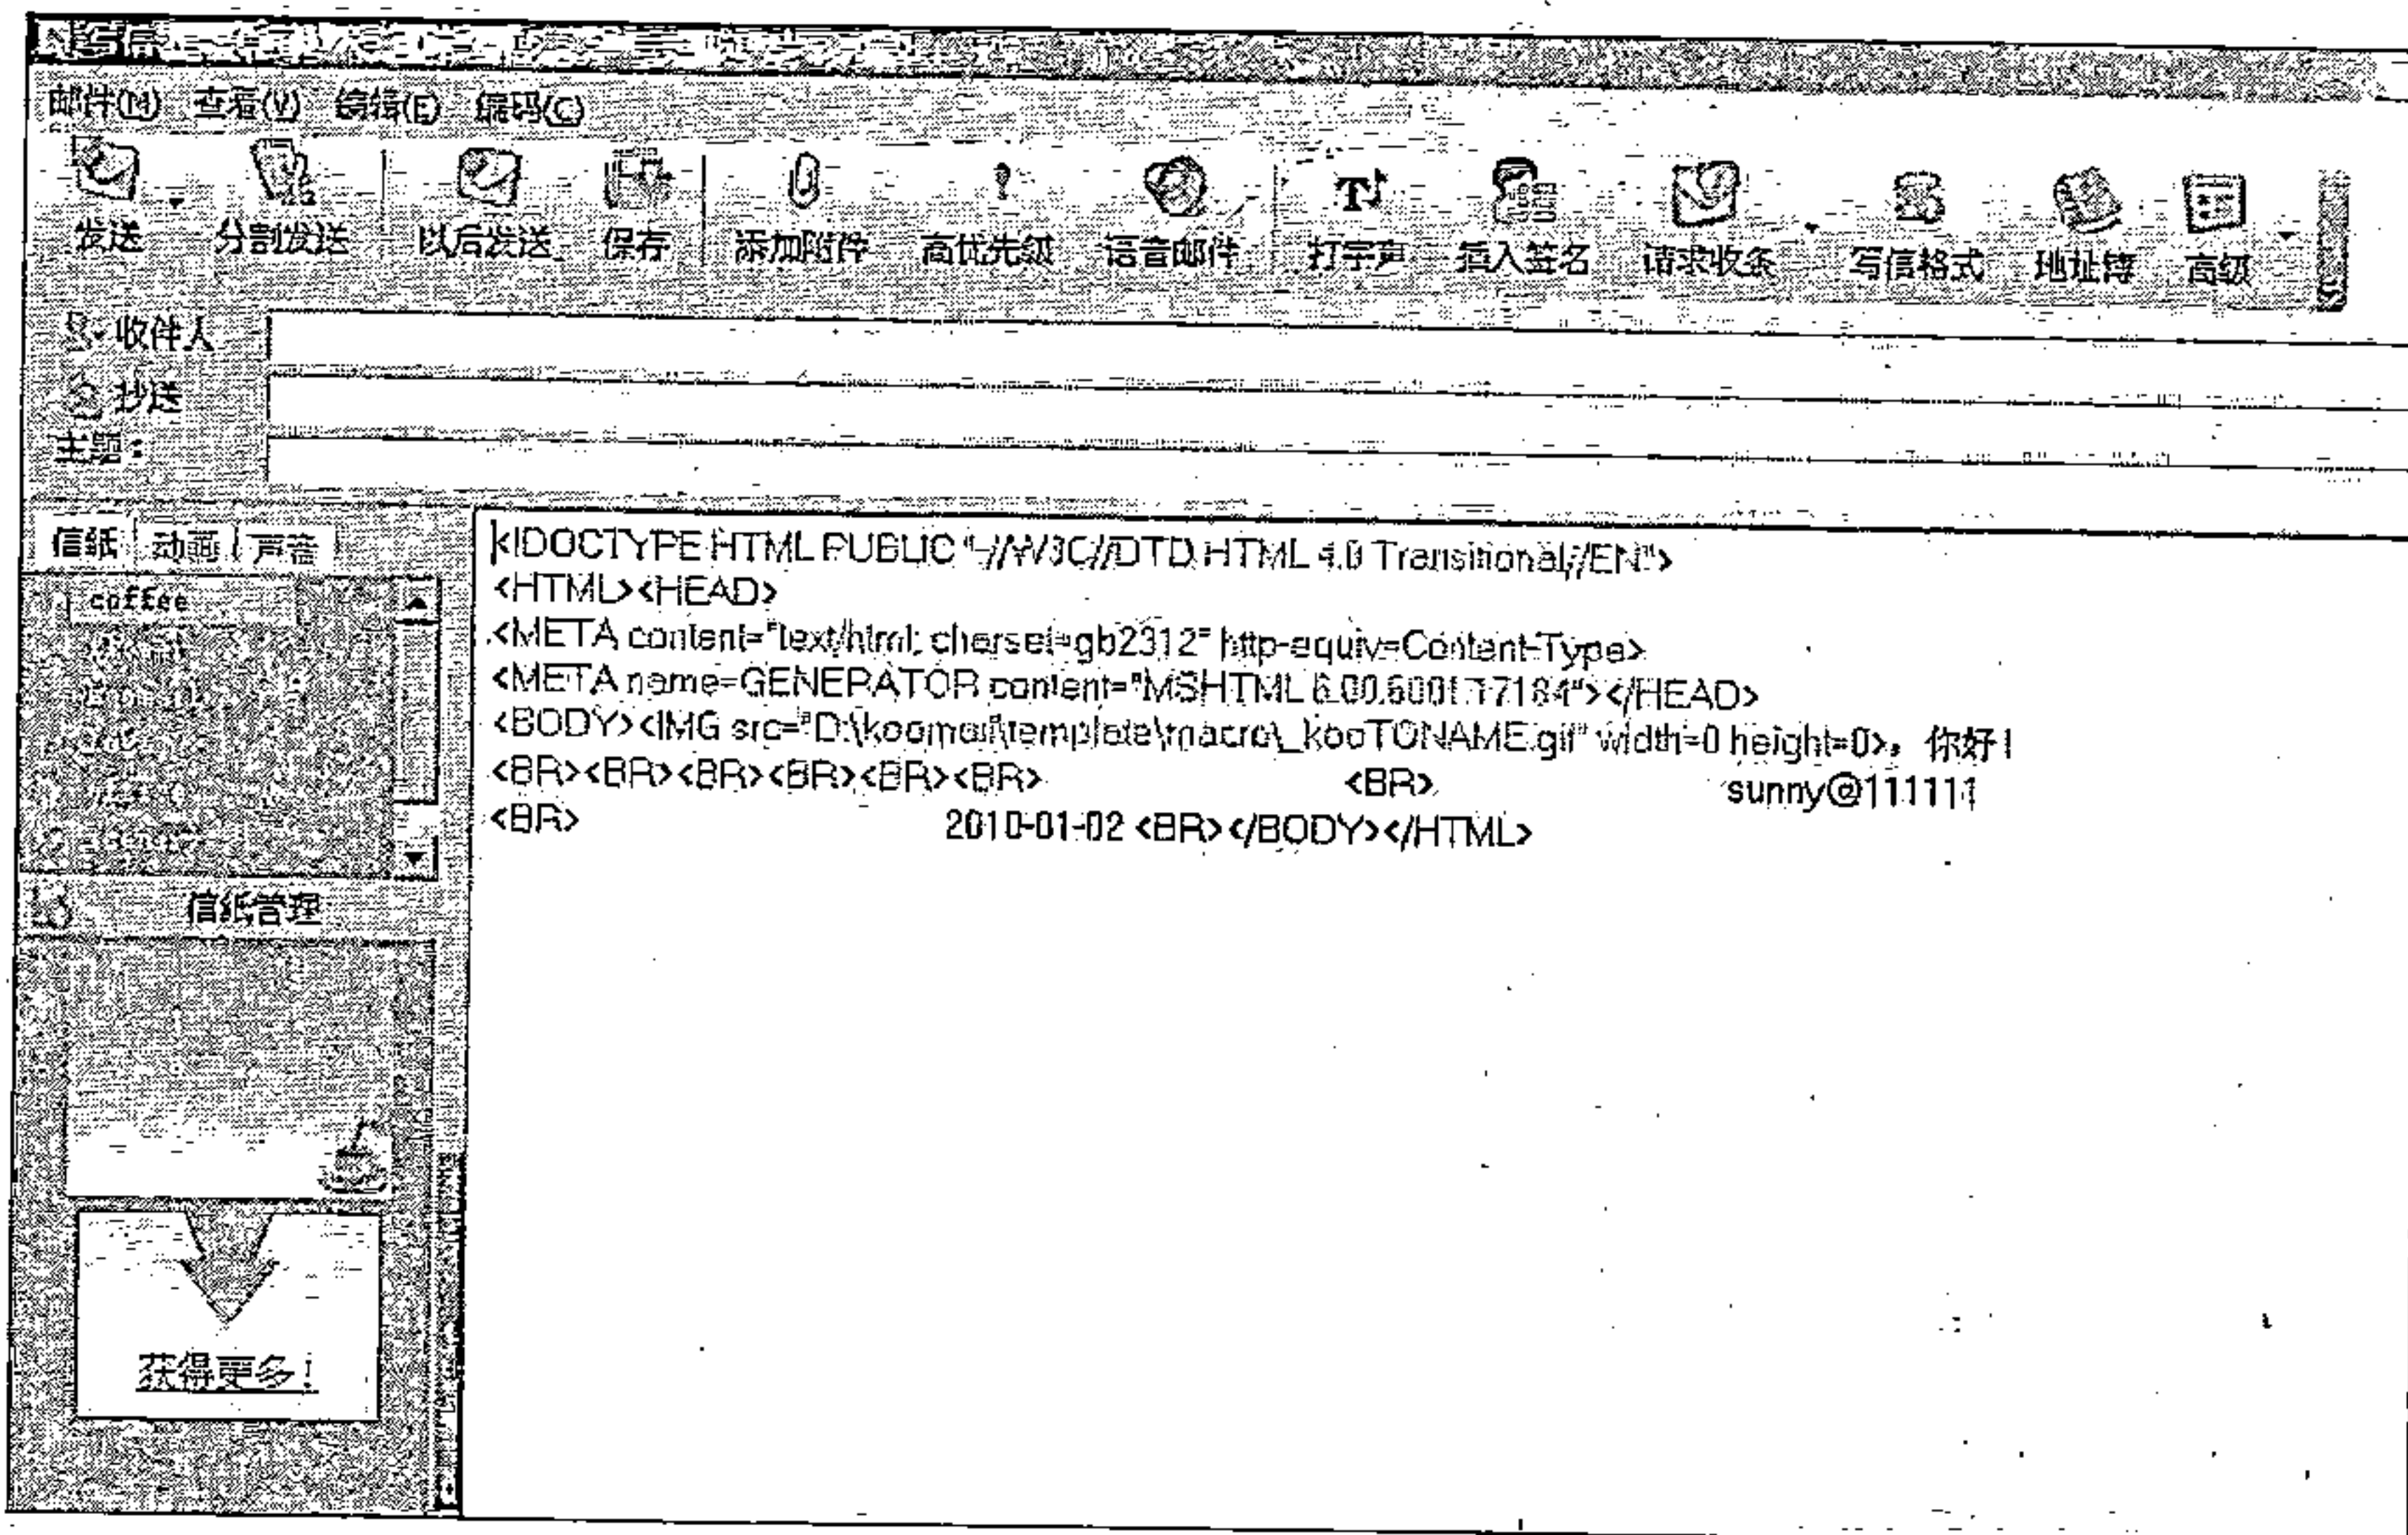 写信
邮件(M) 查看(V) 编辑(E) 编码(C)
发送 分割发送 以后发送 保存 添加附件 高优先级 语音邮件 打字声 插入签名 请求收条 写信格式 地址簿 高级
收件人
抄送
主题:
信纸 动画 声音
coffee
信纸管理
获得更多!
<!DOCTYPE HTML PUBLIC "-//W3C//DTD HTML 4.0 Transitional//EN">
<HTML><HEAD>
<META content="text/html; charset=gb2312" http-equiv=Content-Type>
<META name=GENERATOR content="MSHTML 6.00.6001.17184"></HEAD>
<BODY><IMG src="D:\koomail\template\macro\_kooTONAME.gif" width=0 height=0>，你好!
<BR><BR><BR><BR><BR><BR> <BR> sunny@111111
<BR> 2010-01-02 <BR></BODY></HTML>